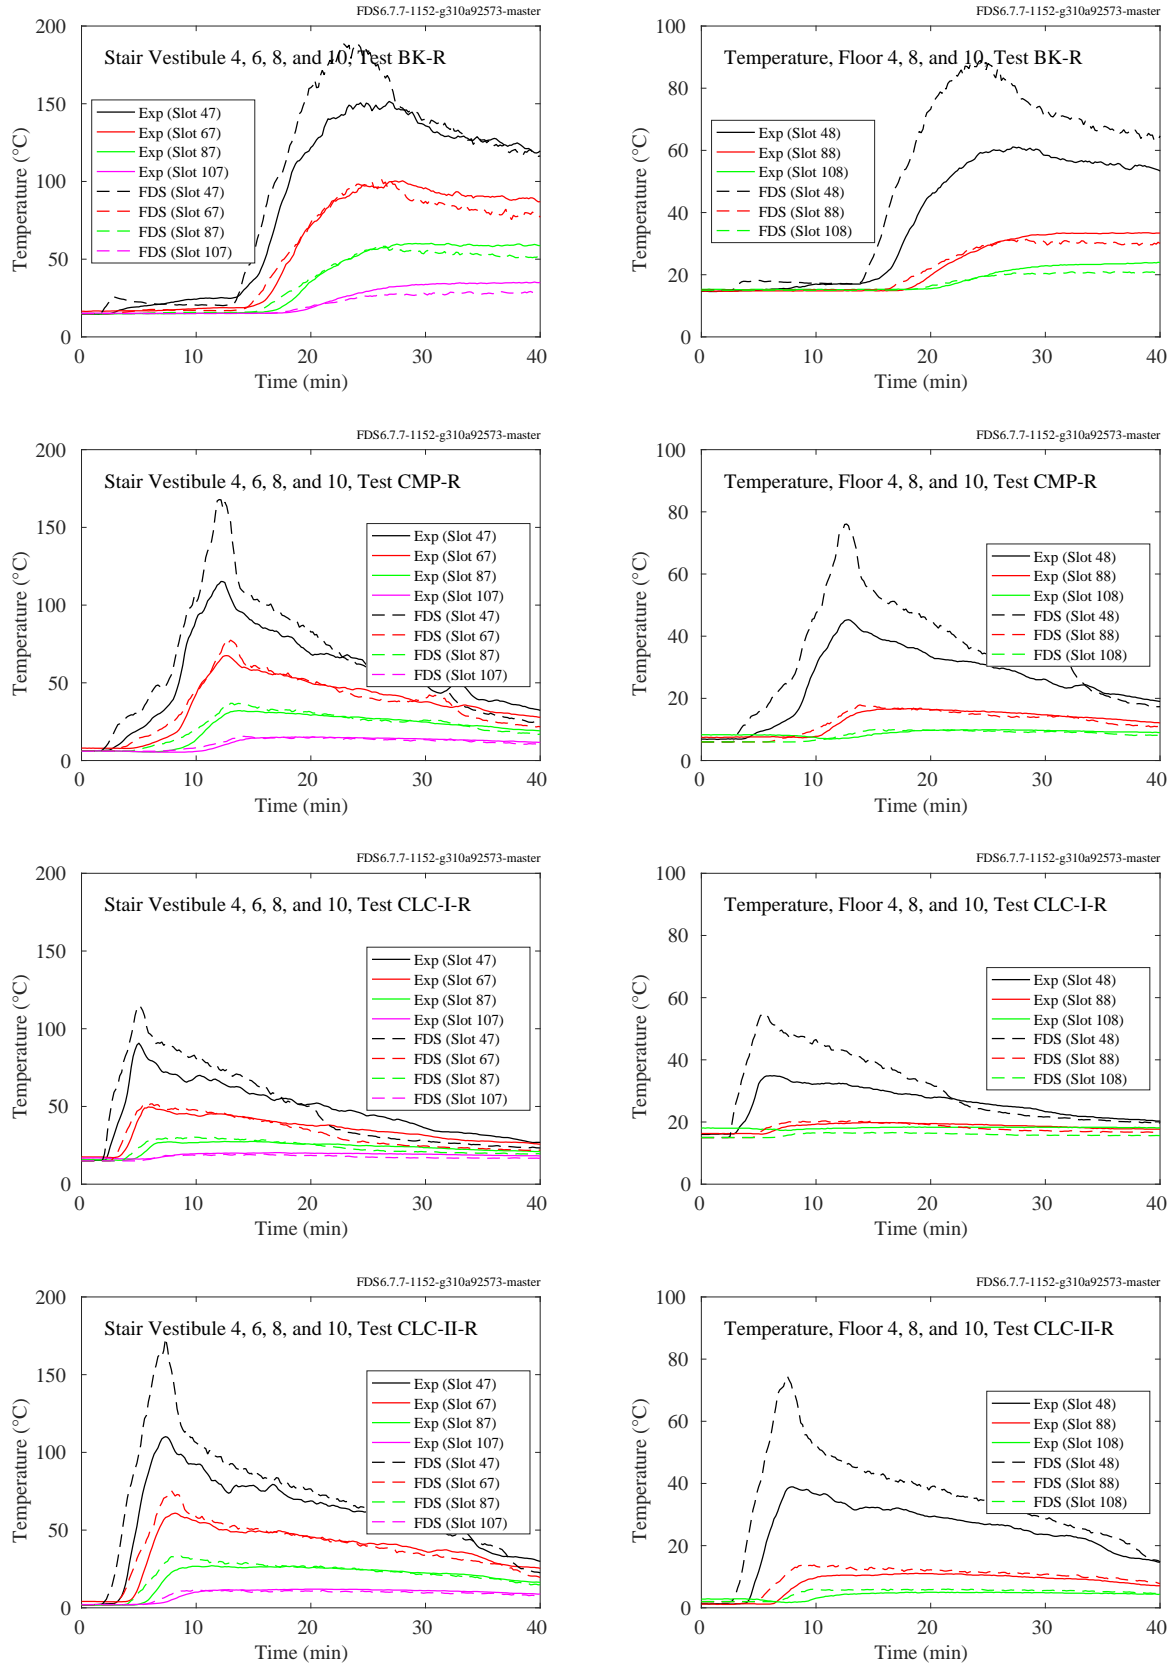 FDS6.7.7-1152-g310a92573-master
Stair Vestibule 4, 6, 8, and 10, Test BK-R
200
150
100
50
0
Temperature (°C)
Exp (Slot 47)
Exp (Slot 67)
Exp (Slot 87)
Exp (Slot 107)
FDS (Slot 47)
FDS (Slot 67)
FDS (Slot 87)
FDS (Slot 107)
0 10 20 30 40
Time (min)
FDS6.7.7-1152-g310a92573-master
Temperature, Floor 4, 8, and 10, Test BK-R
100
80
60
40
20
0
Temperature (°C)
Exp (Slot 48)
Exp (Slot 88)
Exp (Slot 108)
FDS (Slot 48)
FDS (Slot 88)
FDS (Slot 108)
0 10 20 30 40
Time (min)
FDS6.7.7-1152-g310a92573-master
Stair Vestibule 4, 6, 8, and 10, Test CMP-R
200
150
100
50
0
Temperature (°C)
Exp (Slot 47)
Exp (Slot 67)
Exp (Slot 87)
Exp (Slot 107)
FDS (Slot 47)
FDS (Slot 67)
FDS (Slot 87)
FDS (Slot 107)
0 10 20 30 40
Time (min)
FDS6.7.7-1152-g310a92573-master
Temperature, Floor 4, 8, and 10, Test CMP-R
100
80
60
40
20
0
Temperature (°C)
Exp (Slot 48)
Exp (Slot 88)
Exp (Slot 108)
FDS (Slot 48)
FDS (Slot 88)
FDS (Slot 108)
0 10 20 30 40
Time (min)
FDS6.7.7-1152-g310a92573-master
Stair Vestibule 4, 6, 8, and 10, Test CLC-I-R
200
150
100
50
0
Temperature (°C)
Exp (Slot 47)
Exp (Slot 67)
Exp (Slot 87)
Exp (Slot 107)
FDS (Slot 47)
FDS (Slot 67)
FDS (Slot 87)
FDS (Slot 107)
0 10 20 30 40
Time (min)
FDS6.7.7-1152-g310a92573-master
Temperature, Floor 4, 8, and 10, Test CLC-I-R
100
80
60
40
20
0
Temperature (°C)
Exp (Slot 48)
Exp (Slot 88)
Exp (Slot 108)
FDS (Slot 48)
FDS (Slot 88)
FDS (Slot 108)
0 10 20 30 40
Time (min)
FDS6.7.7-1152-g310a92573-master
Stair Vestibule 4, 6, 8, and 10, Test CLC-II-R
200
150
100
50
0
Temperature (°C)
Exp (Slot 47)
Exp (Slot 67)
Exp (Slot 87)
Exp (Slot 107)
FDS (Slot 47)
FDS (Slot 67)
FDS (Slot 87)
FDS (Slot 107)
0 10 20 30 40
Time (min)
FDS6.7.7-1152-g310a92573-master
Temperature, Floor 4, 8, and 10, Test CLC-II-R
100
80
60
40
20
0
Temperature (°C)
Exp (Slot 48)
Exp (Slot 88)
Exp (Slot 108)
FDS (Slot 48)
FDS (Slot 88)
FDS (Slot 108)
0 10 20 30 40
Time (min)